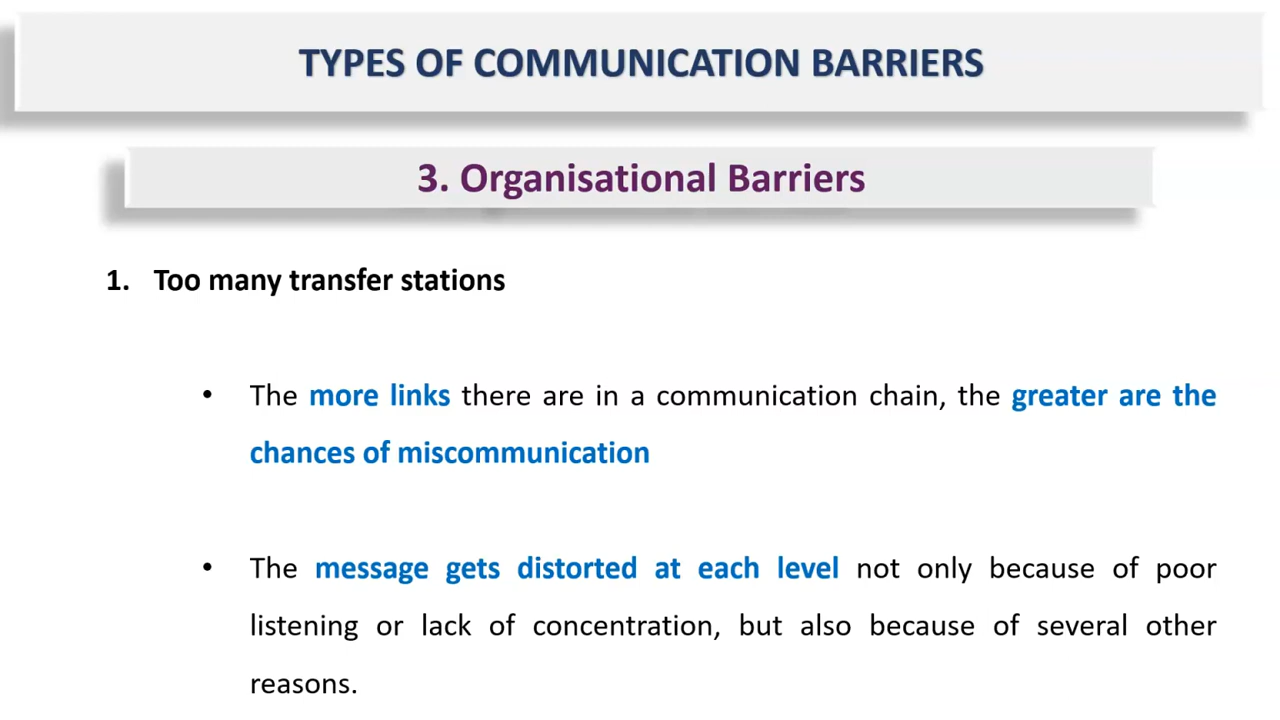 TYPES OF COMMUNICATION BARRIERS
3. Organisational Barriers
1. Too many transfer stations
• The more links there are in a communication chain, the greater are the
chances of miscommunication
• The message gets distorted at each level not only because of poor
listening or lack of concentration, but also because of several other
reasons.